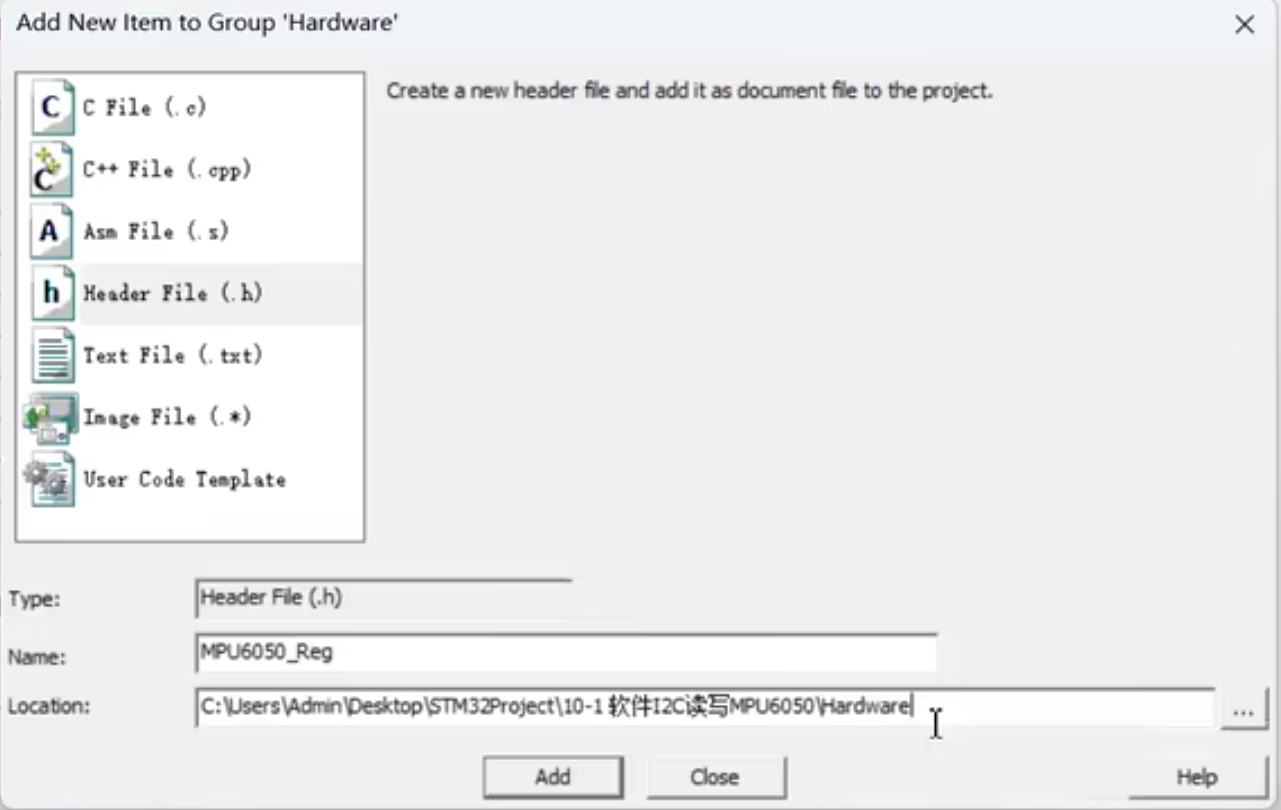 Add New Item to Group 'Hardware'
C File (.c)
Create a new header file and add it as document file to the project.
C++ File (.cpp)
Asm File (.s)
Header File (.h)
Text File (.txt)
Image File (.*)
User Code Template
Type: Header File (.h)
Name: MPU6050_Reg
Location: C:\Users\Admin\Desktop\STM32Project\10-1 软件I2C读写MPU6050\Hardware ...
Add Close Help